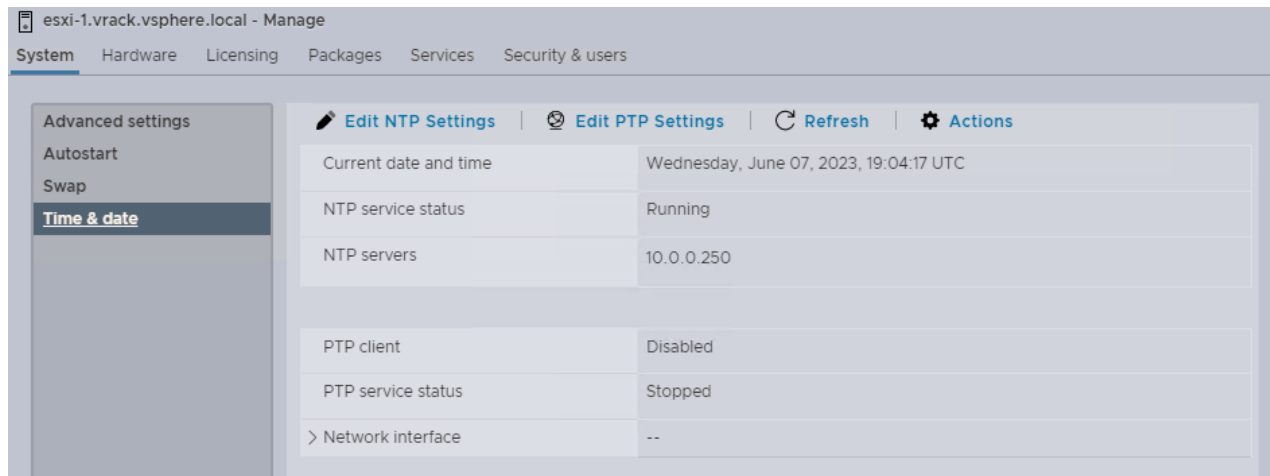 esxi-1.vrack.vsphere.local - Manage
System Hardware Licensing Packages Services Security & users
Advanced settings
Autostart
Swap
Time & date
Edit NTP Settings | Edit PTP Settings | Refresh | Actions
Current date and time Wednesday, June 07, 2023, 19:04:17 UTC
NTP service status Running
NTP servers 10.0.0.250
PTP client Disabled
PTP service status Stopped
> Network interface --